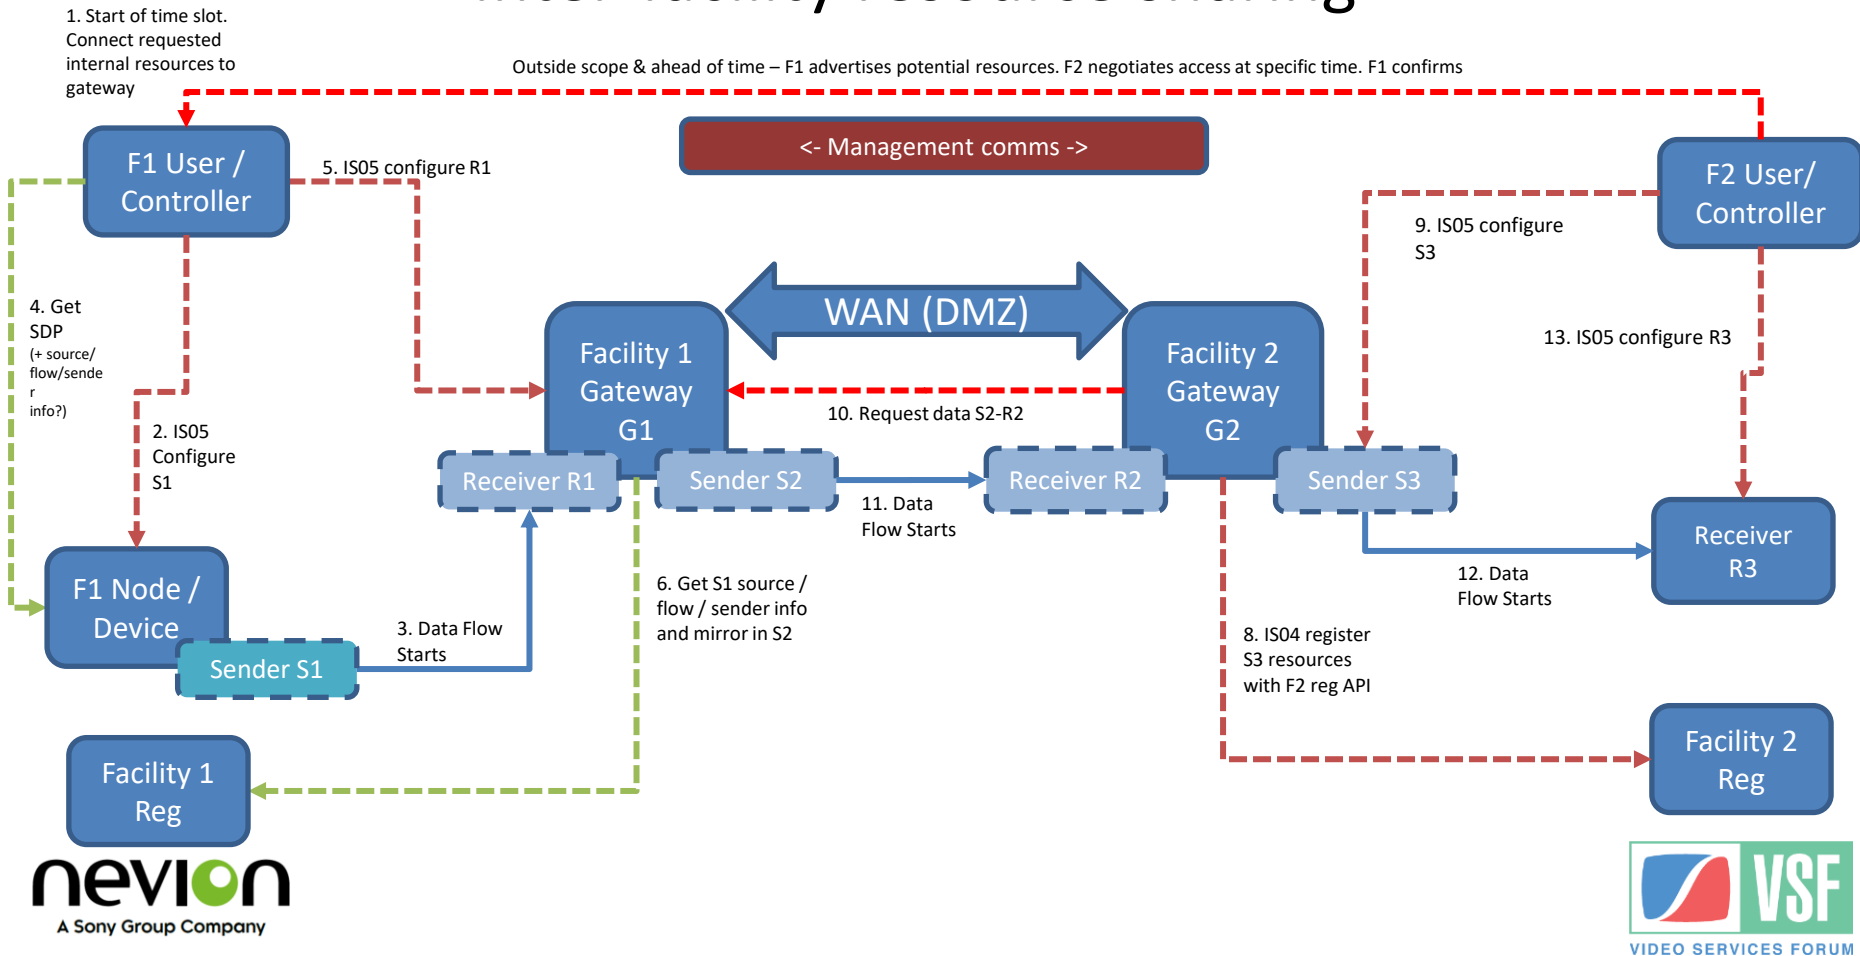 Inter-facility resource sharing
1. Start of time slot.
Connect requested
internal resources to
gateway
Outside scope & ahead of time – F1 advertises potential resources. F2 negotiates access at specific time. F1 confirms
<- Management comms ->
F1 User /
Controller
5. IS05 configure R1
F2 User/
Controller
9. IS05 configure
S3
4. Get
SDP
(+ source/
flow/sende
r
info?)
WAN (DMZ)
13. IS05 configure R3
Facility 1
Gateway
G1
Facility 2
Gateway
G2
10. Request data S2-R2
2. IS05
Configure
S1
Receiver R1
Sender S2
Receiver R2
Sender S3
11. Data
Flow Starts
Receiver
R3
F1 Node /
Device
Sender S1
3. Data Flow
Starts
6. Get S1 source /
flow / sender info
and mirror in S2
12. Data
Flow Starts
8. IS04 register
S3 resources
with F2 reg API
Facility 1
Reg
Facility 2
Reg
nevion
A Sony Group Company
VSF
VIDEO SERVICES FORUM